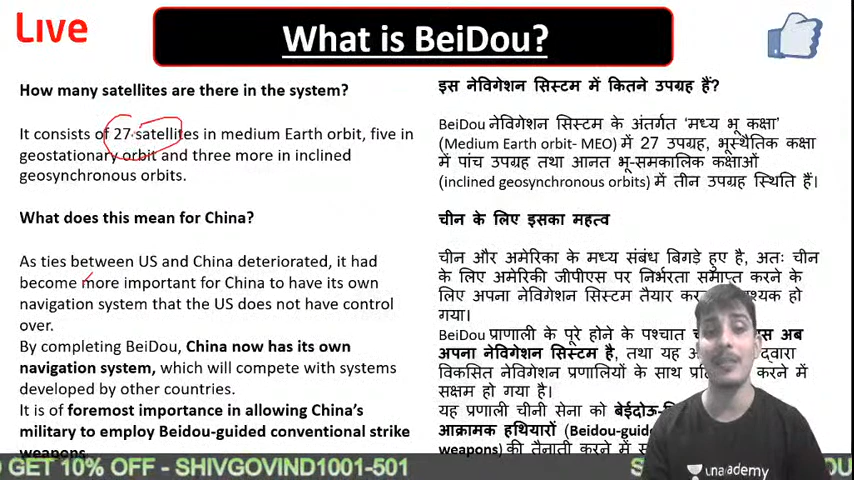 Live
What is BeiDou?
How many satellites are there in the system?
It consists of 27 satellites in medium Earth orbit, five in
geostationary orbit and three more in inclined
geosynchronous orbits.
What does this mean for China?
As ties between US and China deteriorated, it had
become more important for China to have its own
navigation system that the US does not have control
over.
By completing BeiDou, China now has its own
navigation system, which will compete with systems
developed by other countries.
It is of foremost importance in allowing China's
military to employ Beidou-guided conventional strike
weapons.
इस नेविगेशन सिस्टम में कितने उपग्रह हैं?
BeiDou नेविगेशन सिस्टम के अंतर्गत 'मध्य भू कक्षा'
(Medium Earth orbit- MEO) में 27 उपग्रह, भूस्थैतिक कक्षा
में पांच उपग्रह तथा आनत भू-समकालिक कक्षाओं
(inclined geosynchronous orbits) में तीन उपग्रह स्थिति हैं।
चीन के लिए इसका महत्व
चीन और अमेरिका के मध्य संबंध बिगड़े हुए है, अतः चीन
के लिए अमेरिकी जीपीएस पर निर्भरता समाप्त करने के
लिए अपना नेविगेशन सिस्टम तैयार हो
गया।
BeiDou प्राणाली के पूरे होने के पश्चात अब
अपना नेविगेशन सिस्टम है, तथा यह द्वारा
विकसित नेविगेशन प्रणालियों के साथ करने में
सक्षम हो गया है।
यह प्रणाली चीनी सेना को
आक्रामक हथियारों
weapons) की तैनाती करने में
GET 10% OFF - SHIVGOVIND1001-501
unacademy